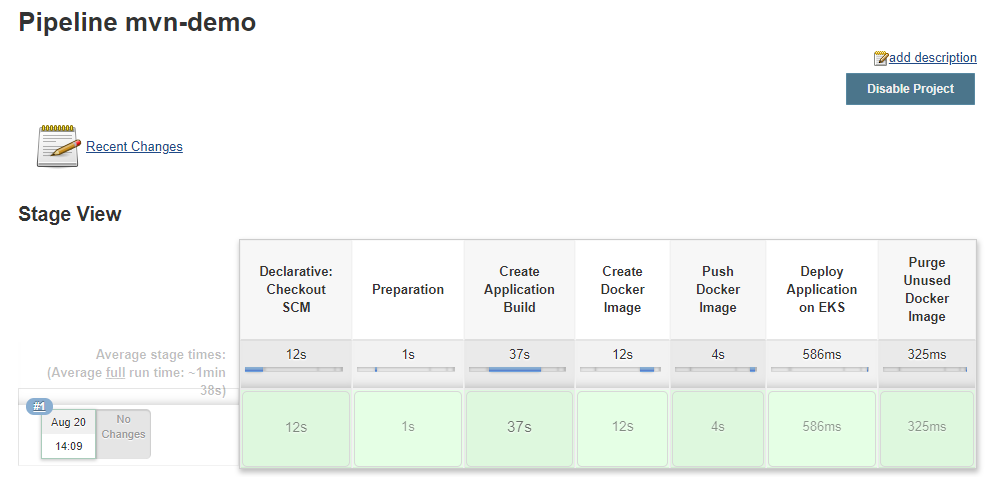 Pipeline mvn-demo
add description
Disable Project
Recent Changes
Stage View
Declarative:
Checkout
SCM
Preparation
Create
Application
Build
Create
Docker
Image
Push
Docker
Image
Deploy
Application
on EKS
Purge
Unused
Docker
Image
Average stage times:
(Average full run time: ~1min
38s)
12s
1s
37s
12s
4s
586ms
325ms
#1
Aug 20
14:09
No
Changes
12s
1s
37s
12s
4s
586ms
325ms